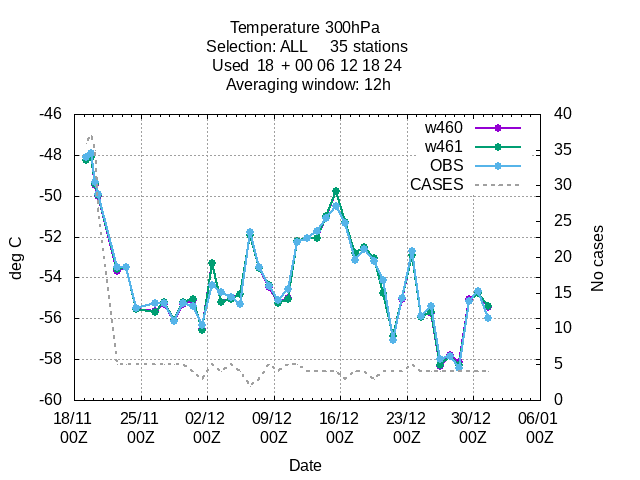 Temperature 300hPa
Selection: ALL     35 stations
Used  18  + 00 06 12 18 24
Averaging window: 12h
-46
-48
-50
-52
-54
-56
-58
-60
deg C
40
35
30
25
20
15
10
5
0
No cases
w460
w461
OBS
CASES
18/11 25/11 02/12 09/12 16/12 23/12 30/12 06/01
00Z 00Z 00Z 00Z 00Z 00Z 00Z 00Z
Date